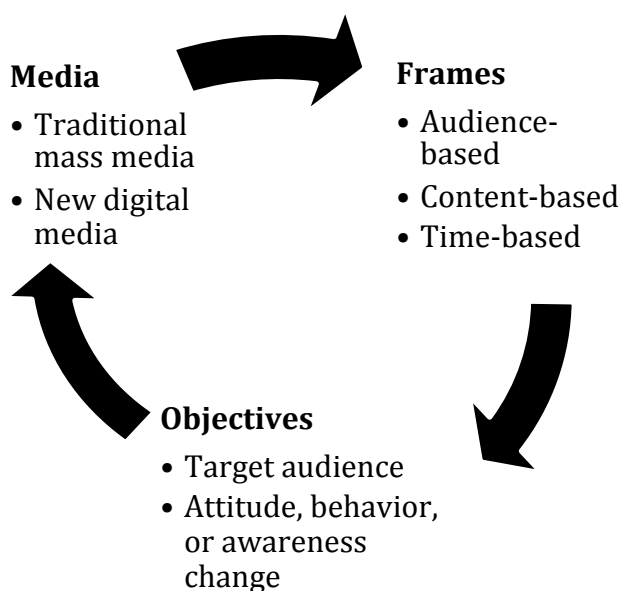 Media
• Traditional
mass media
• New digital
media
Frames
• Audience-
based
• Content-based
• Time-based
Objectives
• Target audience
• Attitude, behavior,
or awareness
change